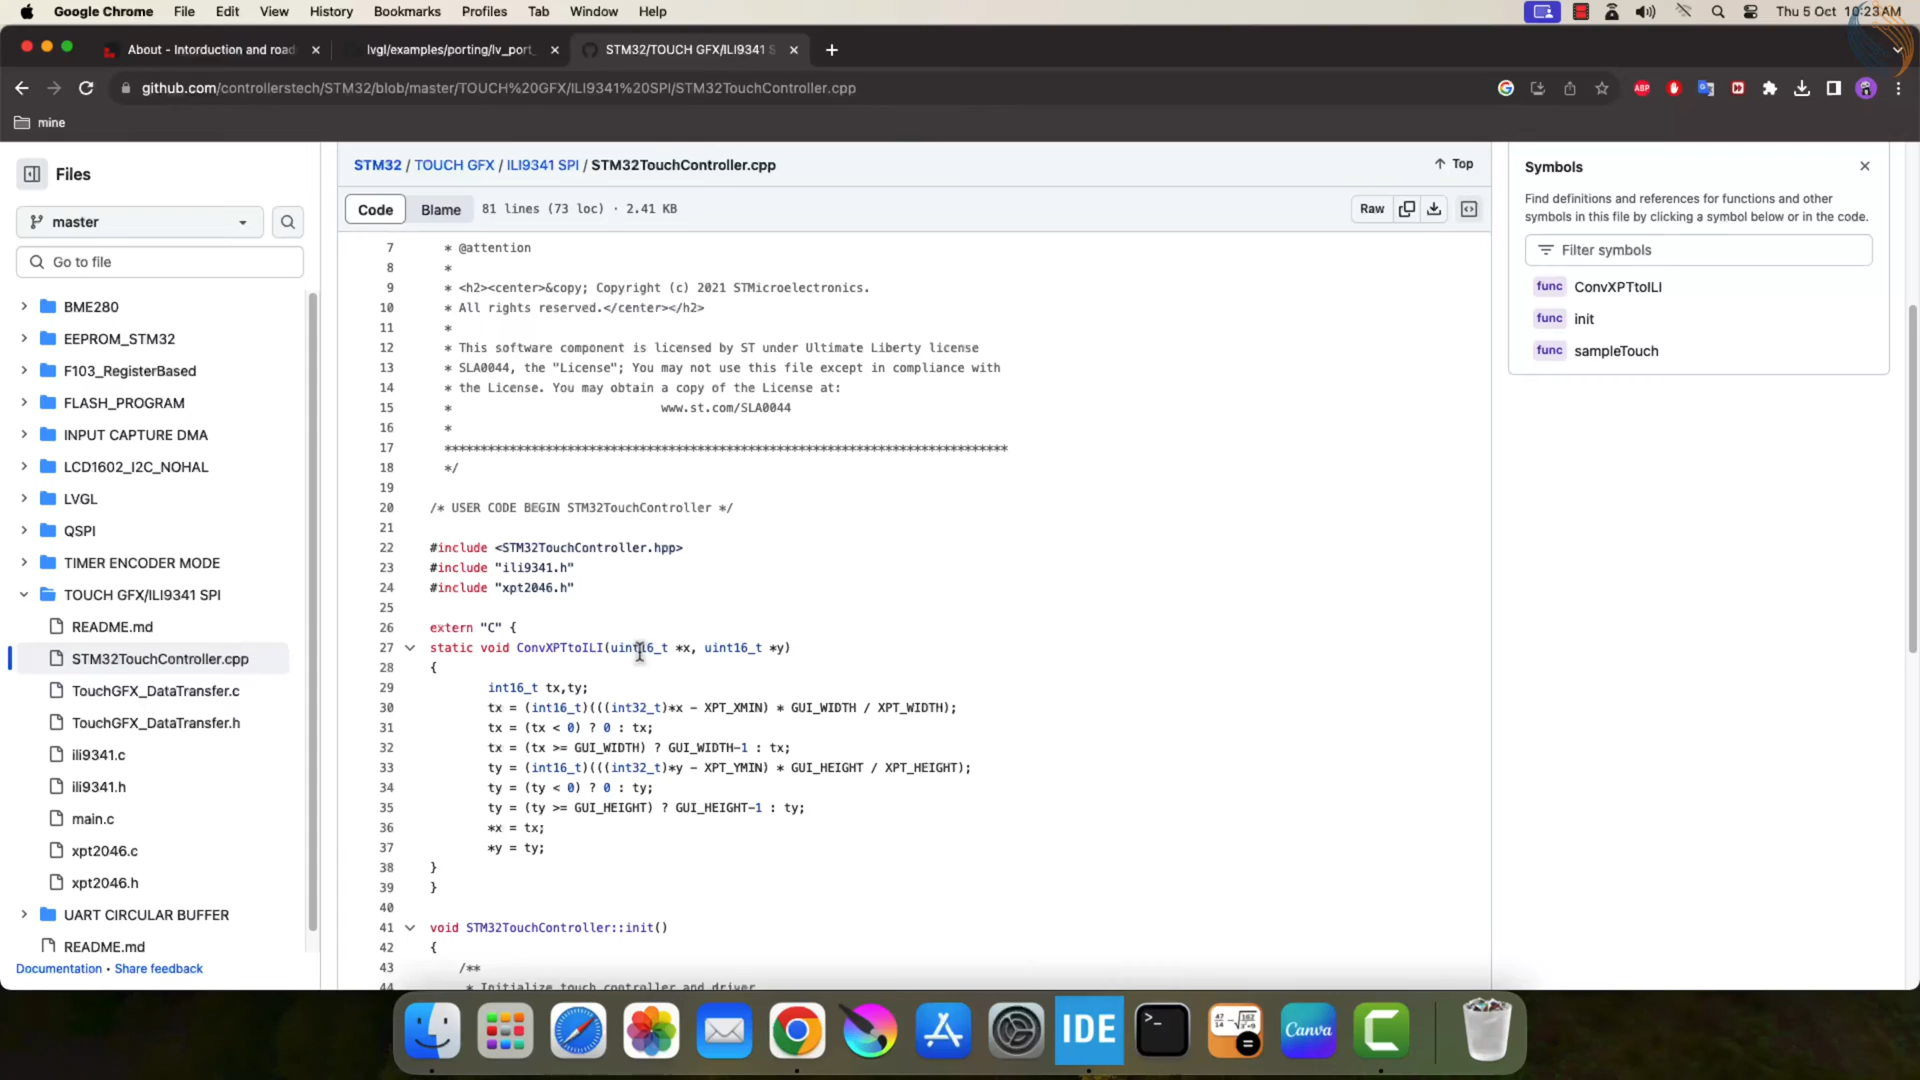 Google Chrome File Edit View History Bookmarks Profiles Tab Window Help Thu 5 Oct 10:23AM
About - Intorduction and road lvgl/examples/porting/lv_port_ STM32/TOUCH GFX/ILI9341 S
github.com/controllerstech/STM32/blob/master/TOUCH%20GFX/ILI9341%20SPI/STM32TouchController.cpp
ABP
mine
Files
master
Go to file
BME280
EEPROM_STM32
F103_RegisterBased
FLASH_PROGRAM
INPUT CAPTURE DMA
LCD1602_I2C_NOHAL
LVGL
QSPI
TIMER ENCODER MODE
TOUCH GFX/ILI9341 SPI
README.md
STM32TouchController.cpp
TouchGFX_DataTransfer.c
TouchGFX_DataTransfer.h
ili9341.c
ili9341.h
main.c
xpt2046.c
xpt2046.h
UART CIRCULAR BUFFER
README.md
Documentation • Share feedback
STM32 / TOUCH GFX / ILI9341 SPI / STM32TouchController.cpp
Top
Code Blame 81 lines (73 loc) · 2.41 KB Raw
7 * @attention
8 *
9 * <h2><center>&copy; Copyright (c) 2021 STMicroelectronics.
10 * All rights reserved.</center></h2>
11 *
12 * This software component is licensed by ST under Ultimate Liberty license
13 * SLA0044, the "License"; You may not use this file except in compliance with
14 * the License. You may obtain a copy of the License at:
15 * www.st.com/SLA0044
16 *
17 ******************************************************************************
18 */
19
20 /* USER CODE BEGIN STM32TouchController */
21
22 #include <STM32TouchController.hpp>
23 #include "ili9341.h"
24 #include "xpt2046.h"
25
26 extern "C" {
27 static void ConvXPTtoILI(uint16_t *x, uint16_t *y)
28 {
29 int16_t tx,ty;
30 tx = (int16_t)(((int32_t)*x - XPT_XMIN) * GUI_WIDTH / XPT_WIDTH);
31 tx = (tx < 0) ? 0 : tx;
32 tx = (tx >= GUI_WIDTH) ? GUI_WIDTH-1 : tx;
33 ty = (int16_t)(((int32_t)*y - XPT_YMIN) * GUI_HEIGHT / XPT_HEIGHT);
34 ty = (ty < 0) ? 0 : ty;
35 ty = (ty >= GUI_HEIGHT) ? GUI_HEIGHT-1 : ty;
36 *x = tx;
37 *y = ty;
38 }
39 }
40
41 void STM32TouchController::init()
42 {
43 /**
44 * Initialize touch controller and driver
Symbols
Find definitions and references for functions and other
symbols in this file by clicking a symbol below or in the code.
Filter symbols
func ConvXPTtoILI
func init
func sampleTouch
IDE
Canva